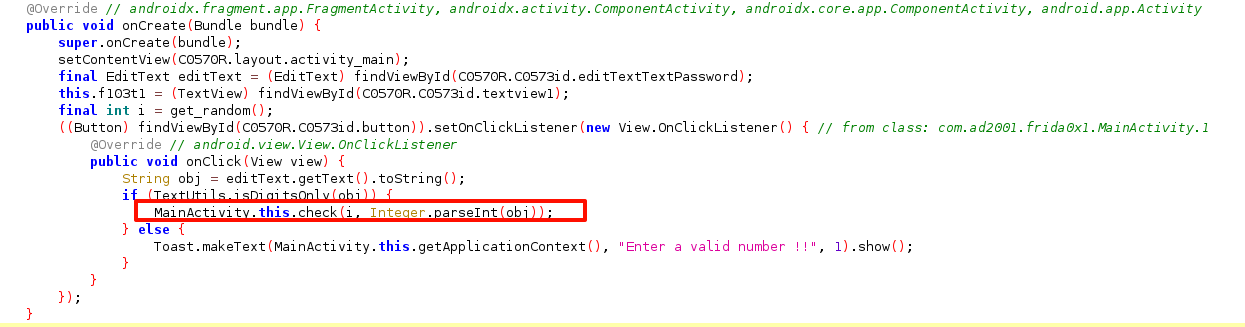 @Override // androidx.fragment.app.FragmentActivity, androidx.activity.ComponentActivity, androidx.core.app.ComponentActivity, android.app.Activity
public void onCreate(Bundle bundle) {
super.onCreate(bundle);
setContentView(C0570R.layout.activity_main);
final EditText editText = (EditText) findViewById(C0570R.C0573id.editTextTextPassword);
this.f103t1 = (TextView) findViewById(C0570R.C0573id.textview1);
final int i = get_random();
((Button) findViewById(C0570R.C0573id.button)).setOnClickListener(new View.OnClickListener() { // from class: com.ad2001.frida0x1.MainActivity.1
@Override // android.view.View.OnClickListener
public void onClick(View view) {
String obj = editText.getText().toString();
if (TextUtils.isDigitsOnly(obj)) {
MainActivity.this.check(i, Integer.parseInt(obj));
} else {
Toast.makeText(MainActivity.this.getApplicationContext(), "Enter a valid number !!", 1).show();
}
}
});
}